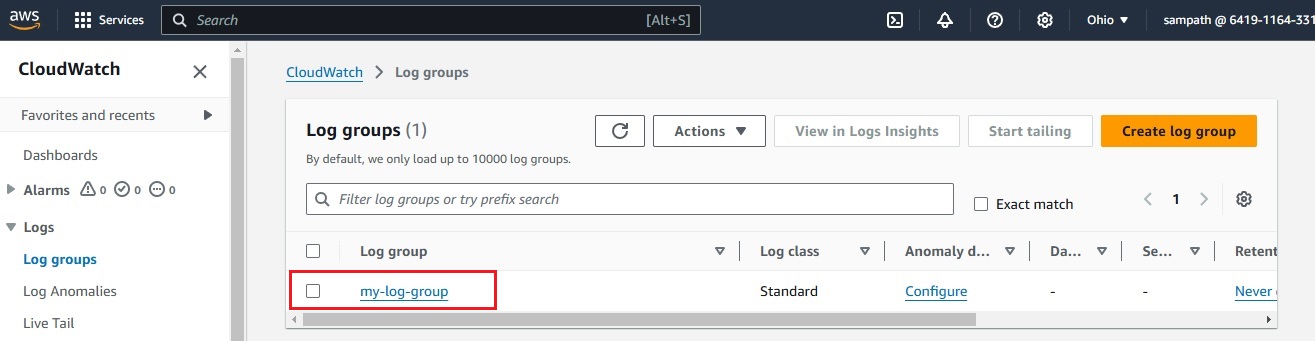 aws Services Search [Alt+S] Ohio sampath @ 6419-1164-331
CloudWatch
Favorites and recents
Dashboards
Alarms 0 0 0
Logs
Log groups
Log Anomalies
Live Tail
CloudWatch > Log groups
Log groups (1) Actions View in Logs Insights Start tailing Create log group
By default, we only load up to 10000 log groups.
Filter log groups or try prefix search Exact match 1
Log group Log class Anomaly d... Da... Se... Retent
my-log-group Standard Configure - - Never